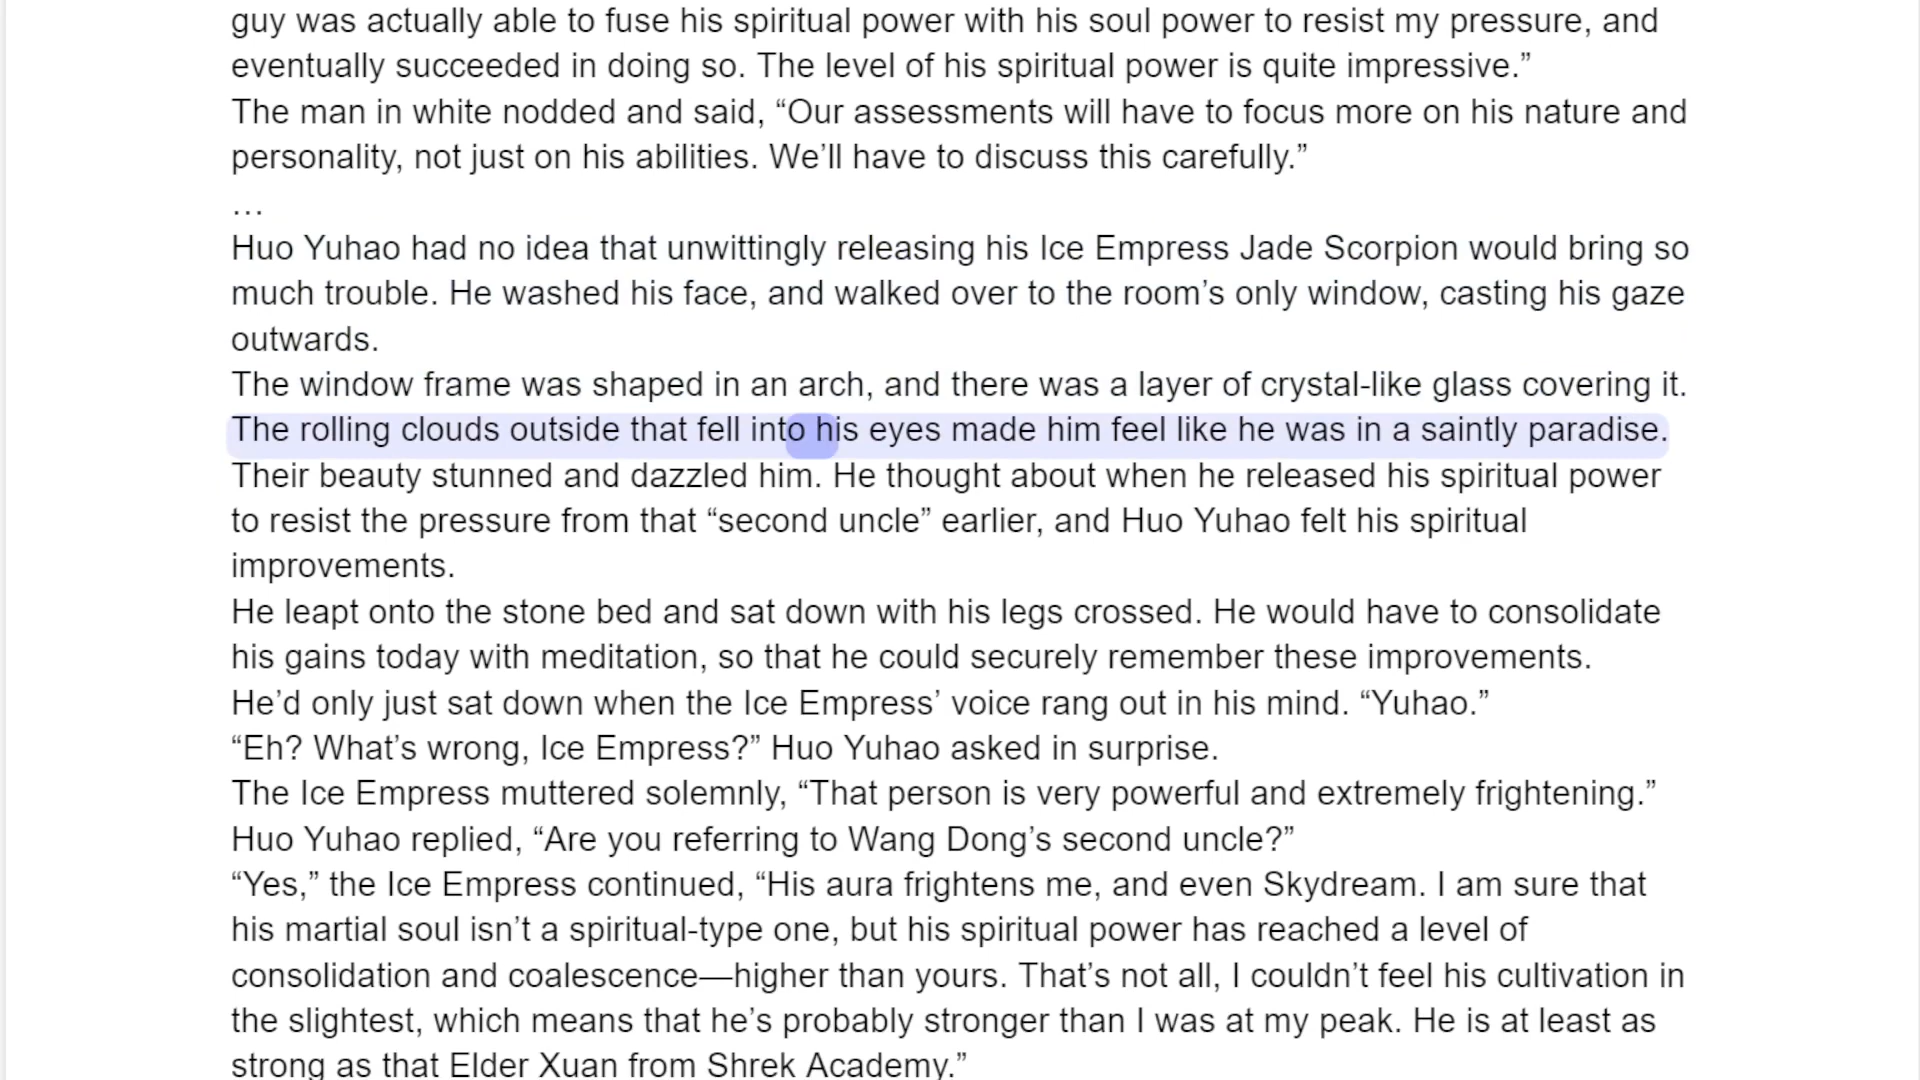 guy was actually able to fuse his spiritual power with his soul power to resist my pressure, and
eventually succeeded in doing so. The level of his spiritual power is quite impressive.”
The man in white nodded and said, “Our assessments will have to focus more on his nature and
personality, not just on his abilities. We’ll have to discuss this carefully.”
…
Huo Yuhao had no idea that unwittingly releasing his Ice Empress Jade Scorpion would bring so
much trouble. He washed his face, and walked over to the room’s only window, casting his gaze
outwards.
The window frame was shaped in an arch, and there was a layer of crystal-like glass covering it.
The rolling clouds outside that fell into his eyes made him feel like he was in a saintly paradise.
Their beauty stunned and dazzled him. He thought about when he released his spiritual power
to resist the pressure from that “second uncle” earlier, and Huo Yuhao felt his spiritual
improvements.
He leapt onto the stone bed and sat down with his legs crossed. He would have to consolidate
his gains today with meditation, so that he could securely remember these improvements.
He’d only just sat down when the Ice Empress’ voice rang out in his mind. “Yuhao.”
“Eh? What’s wrong, Ice Empress?” Huo Yuhao asked in surprise.
The Ice Empress muttered solemnly, “That person is very powerful and extremely frightening.”
Huo Yuhao replied, “Are you referring to Wang Dong’s second uncle?”
“Yes,” the Ice Empress continued, “His aura frightens me, and even Skydream. I am sure that
his martial soul isn’t a spiritual-type one, but his spiritual power has reached a level of
consolidation and coalescence—higher than yours. That’s not all, I couldn’t feel his cultivation in
the slightest, which means that he’s probably stronger than I was at my peak. He is at least as
strong as that Elder Xuan from Shrek Academy.”